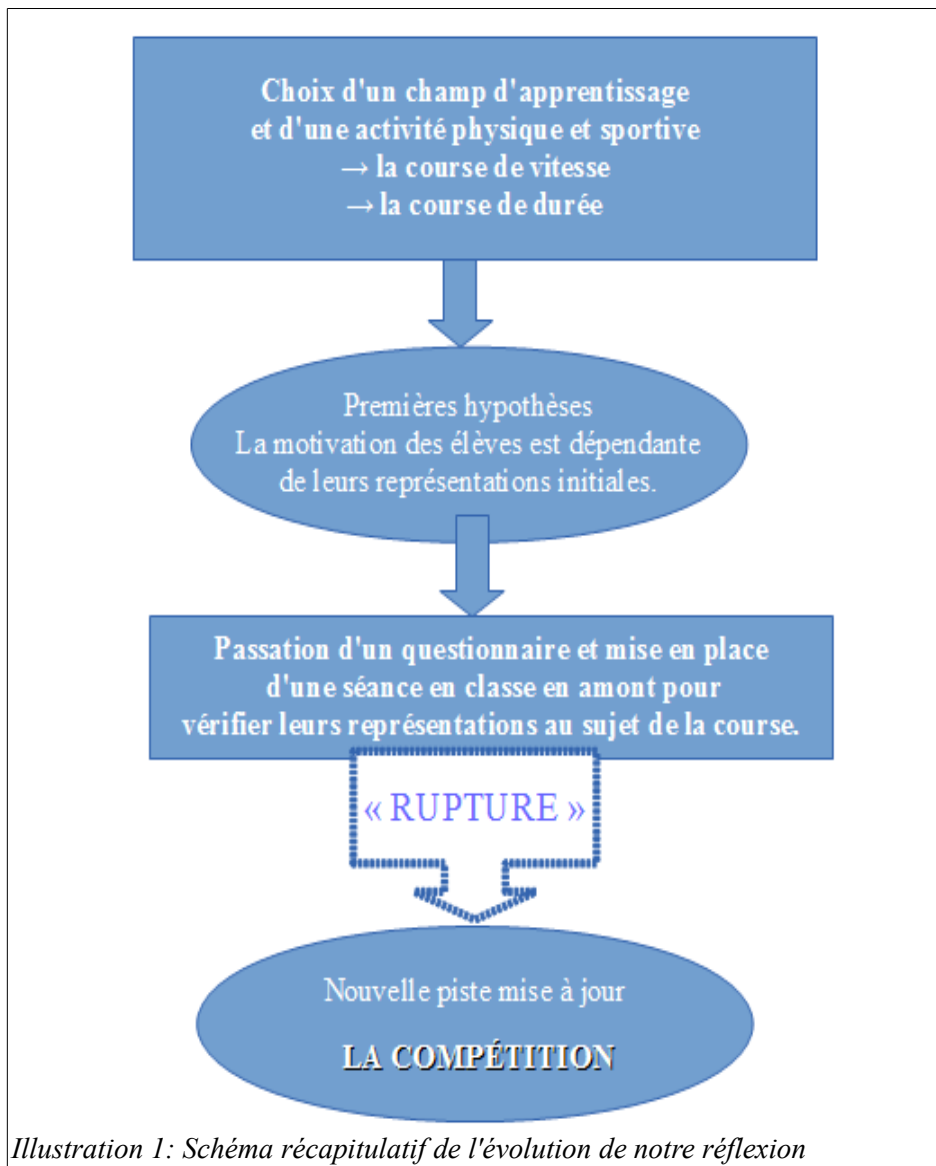 Choix d'un champ d'apprentissage
et d'une activité physique et sportive
→ la course de vitesse
→ la course de durée
Premières hypothèses
La motivation des élèves est dépendante
de leurs représentations initiales.
Passation d'un questionnaire et mise en place
d'une séance en classe en amont pour
vérifier leurs représentations au sujet de la course.
« RUPTURE »
Nouvelle piste mise à jour
LA COMPÉTITION
Illustration 1: Schéma récapitulatif de l'évolution de notre réflexion